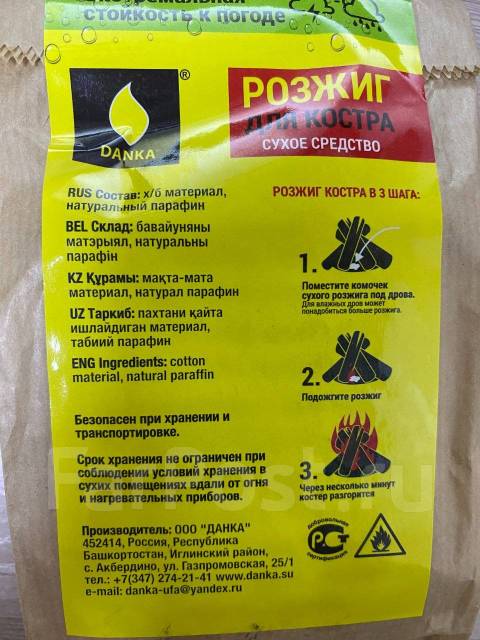 Экстремальная
стойкость к погоде
®
DANKA
РОЗЖИГ
ДЛЯ КОСТРА
СУХОЕ СРЕДСТВО
RUS Состав: х/б материал,
натуральный парафин
BEL Склад: бавайуняны
матэрыял, натуральны
парафін
KZ Құрамы: мақта-мата
материал, натурал парафин
UZ Таркиб: пахтани қайта
ишлайдиган материал,
табиий парафин
ENG Ingredients: cotton
material, natural paraffin
Безопасен при хранении и
транспортировке.
Срок хранения не ограничен при
соблюдении условий хранения в
сухих помещениях вдали от огня
и нагревательных приборов.
Производитель: ООО "ДАНКА"
452414, Россия, Республика
Башкортостан, Иглинский район,
с. Акбердино, ул. Газпромовская, 25/1
тел.: +7(347) 274-21-41 www.danka.su
e-mail: danka-ufa@yandex.ru
РОЗЖИГ КОСТРА В 3 ШАГА:
1.
Поместите комочек
сухого розжига под дрова.
Для влажных дров может
понадобиться больше розжига.
2.
Подожгите розжиг
3.
Через несколько минут
костер разгорится
добровольная
РСТ
сертификация